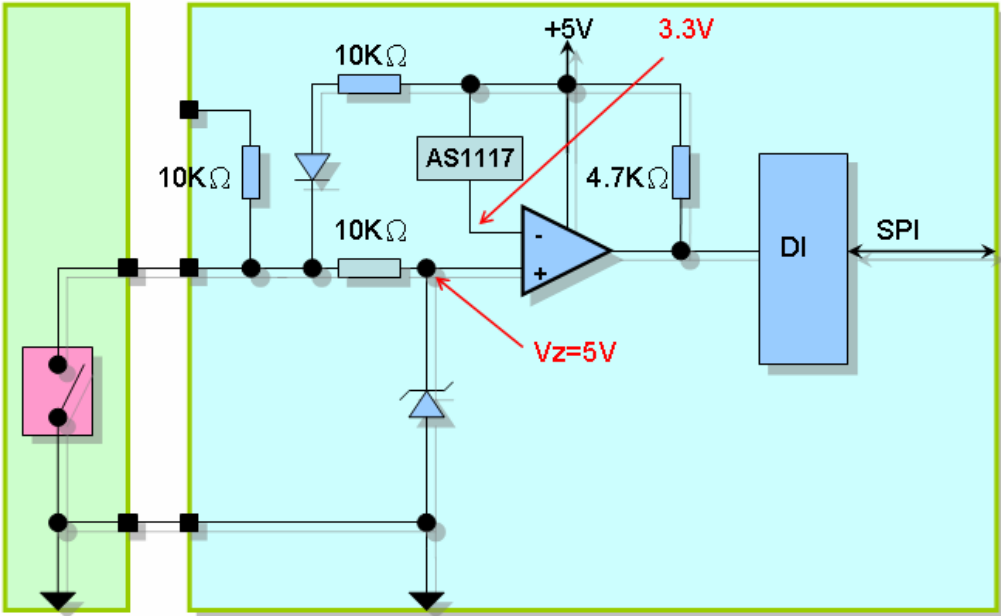 +5V
3.3V
10KΩ
AS1117
10KΩ
4.7KΩ
10KΩ
-
+
DI
SPI
Vz=5V